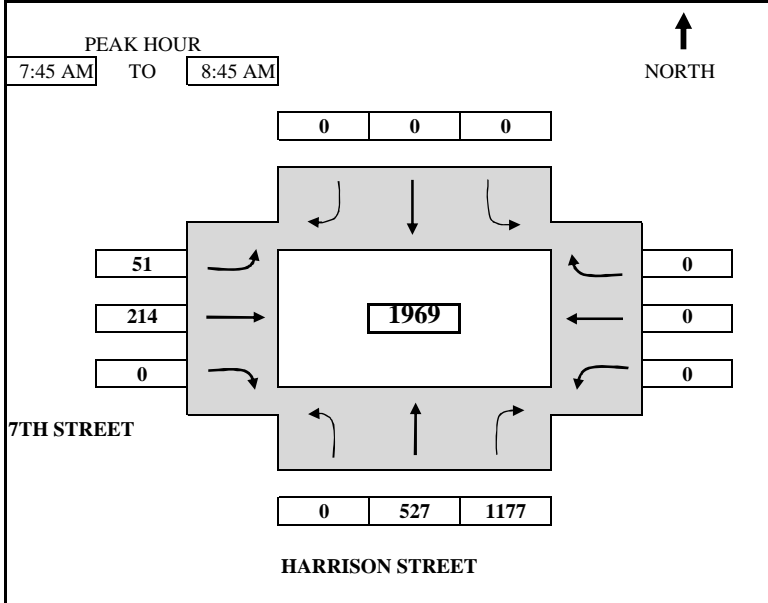 PEAK HOUR
7:45 AM TO 8:45 AM
NORTH
0 0 0
51 0
214 1969 0
0 0
7TH STREET
0 527 1177
HARRISON STREET